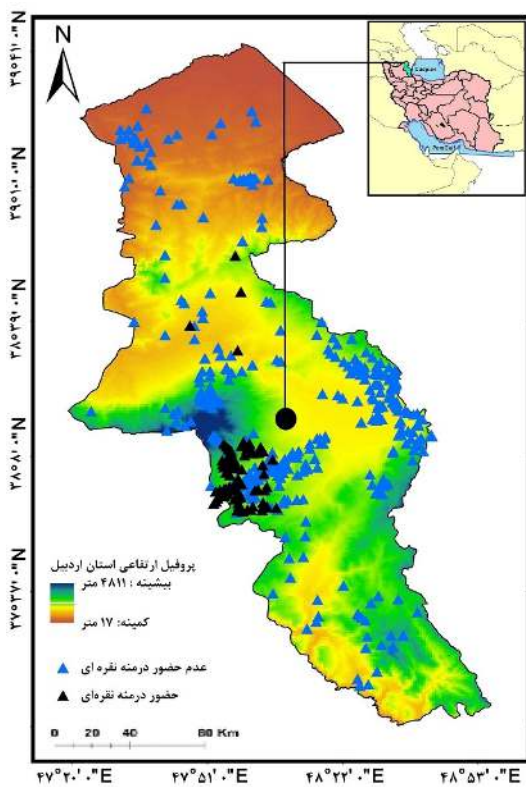 N
Caspian
۳۹°۴۱'۰"N
۳۹°۱۰'۰"N
۳۸°۳۹'۰"N
۳۸°۸'۰"N
۳۷°۳۷'۰"N
پروفیل ارتفاعی استان اردبیل
بیشینه : ۴۸۱۱ متر
کمینه: ۱۷ متر
عدم حضور درمنه نقره ای
حضور درمنه نقره‌ای
0 20 40 80 Km
۴۷°۲۰'۰"E ۴۷°۵۱'۰"E ۴۸°۲۲'۰"E ۴۸°۵۳'۰"E